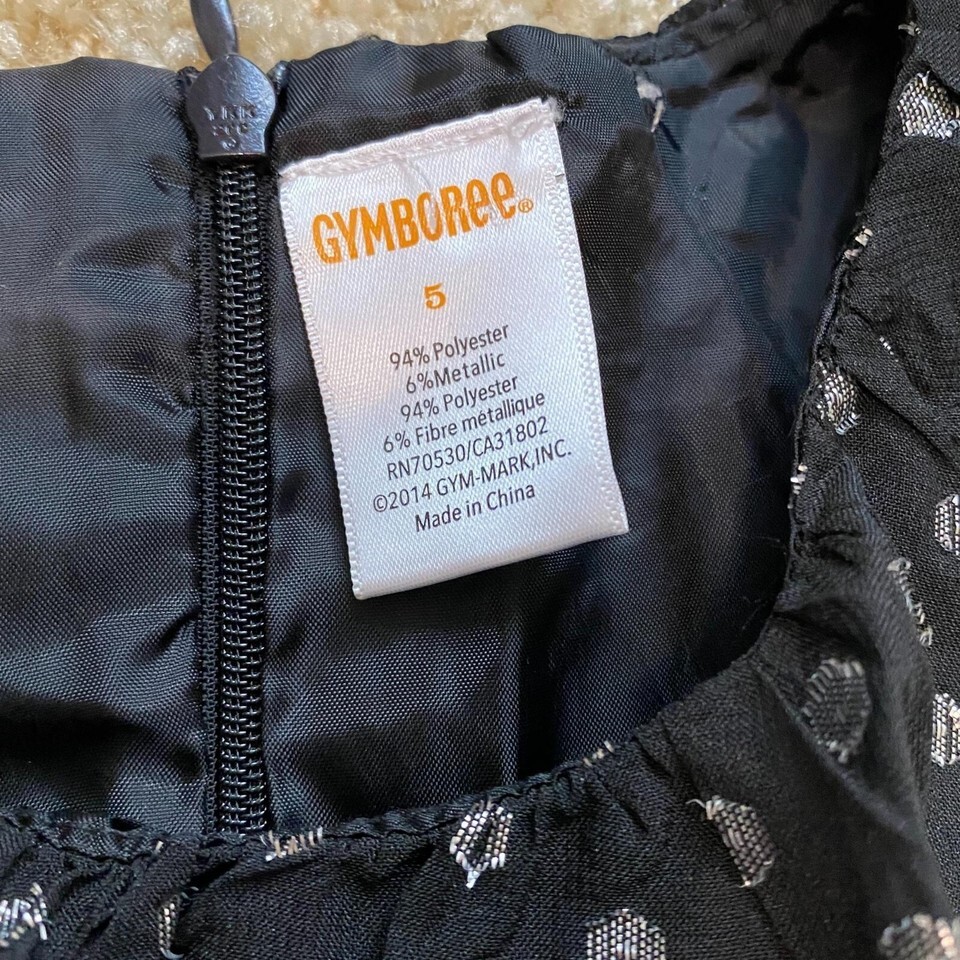 YKK
GYMBORee®
5
94% Polyester
6%Metallic
94% Polyester
6% Fibre métallique
RN70530/CA31802
©2014 GYM-MARK,INC.
Made in China